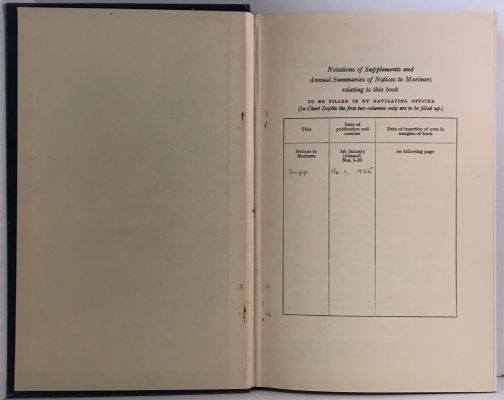 Notations of Supplements and
Annual Summaries of Notices to Mariners
relating to this book
TO BE FILLED IN BY NAVIGATING OFFICER
(In Chart Depôts the first two columns only are to be filled up.)
Title
Date of
publication and
number
Date of insertion of note in
margins of book
Notices to
Mariners
1st January
(Annual)
Nos. 1-21
see following page
Supp.
No. 1,